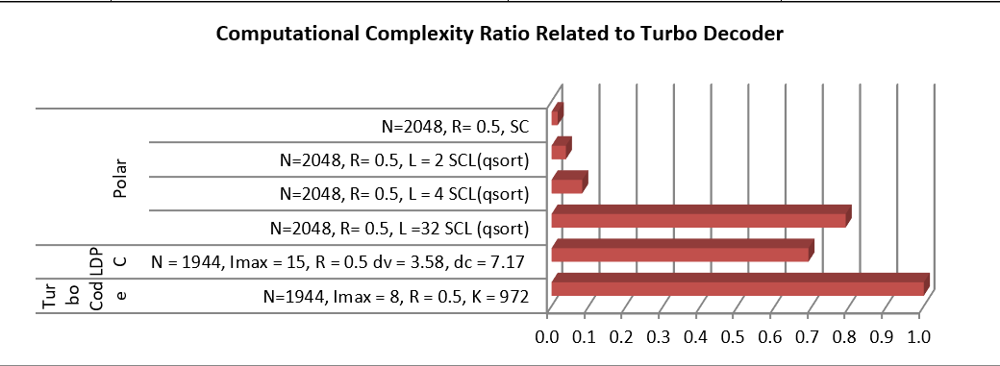 Computational Complexity Ratio Related to Turbo Decoder
Polar
N=2048, R= 0.5, SC
N=2048, R= 0.5, L = 2 SCL(qsort)
N=2048, R= 0.5, L = 4 SCL(qsort)
N=2048, R= 0.5, L =32 SCL (qsort)
LDP
C
N = 1944, Imax = 15, R = 0.5 dv = 3.58, dc = 7.17
Tur
bo
Cod
e
N=1944, Imax = 8, R = 0.5, K = 972
0.0 0.1 0.2 0.3 0.4 0.5 0.6 0.7 0.8 0.9 1.0